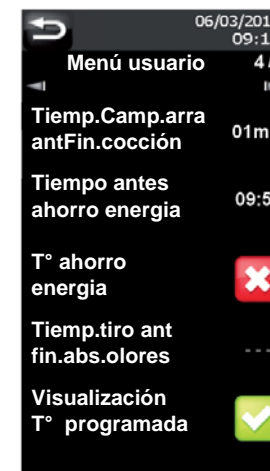 06/03/201
09:1
Menú usuario 4
Tiemp.Camp.arra
antFin.cocción 01m
Tiempo antes
ahorro energia 09:5
T° ahorro
energia
Tiemp.tiro ant
fin.abs.olores ---
Visualización
T° programada